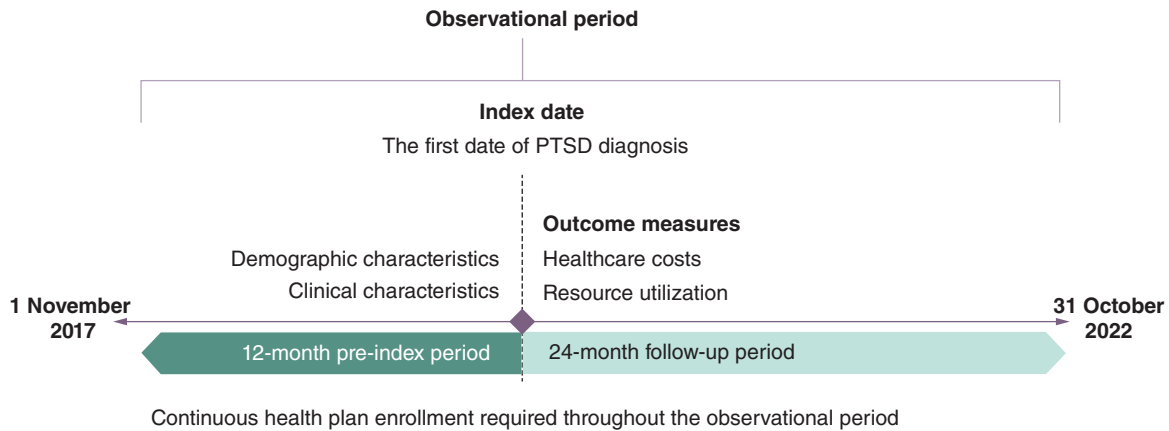 Observational period
Index date
The first date of PTSD diagnosis
Outcome measures
Demographic characteristics
Healthcare costs
Clinical characteristics
Resource utilization
1 November
2017
31 October
2022
12-month pre-index period
24-month follow-up period
Continuous health plan enrollment required throughout the observational period